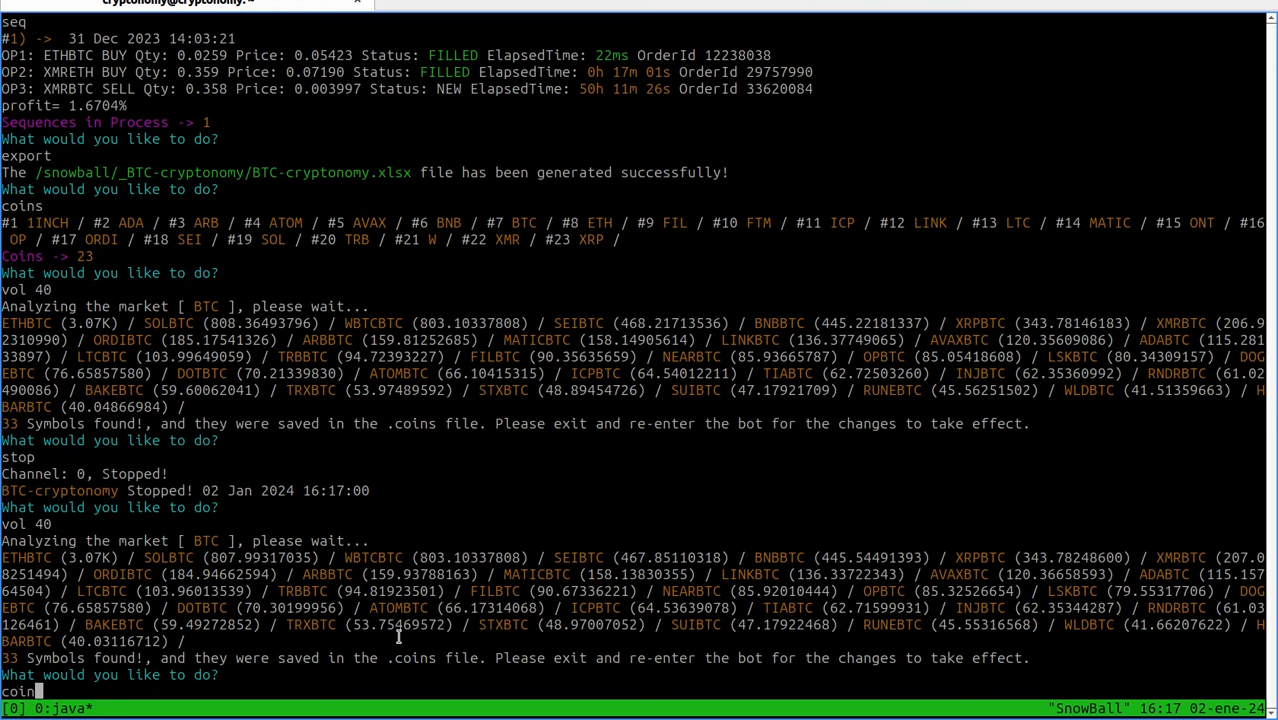 cryptonomy@cryptonomy: ~
seq
#1) ->  31 Dec 2023 14:03:21
OP1: ETHBTC BUY Qty: 0.0259 Price: 0.05423 Status: FILLED ElapsedTime: 22ms OrderId 12238038
OP2: XMRETH BUY Qty: 0.359 Price: 0.07190 Status: FILLED ElapsedTime: 0h 17m 01s OrderId 29757990
OP3: XMRBTC SELL Qty: 0.358 Price: 0.003997 Status: NEW ElapsedTime: 50h 11m 26s OrderId 33620084
profit= 1.6704%
Sequences in Process -> 1
What would you like to do?
export
The /snowball/_BTC-cryptonomy/BTC-cryptonomy.xlsx file has been generated successfully!
What would you like to do?
coins
#1 1INCH / #2 ADA / #3 ARB / #4 ATOM / #5 AVAX / #6 BNB / #7 BTC / #8 ETH / #9 FIL / #10 FTM / #11 ICP / #12 LINK / #13 LTC / #14 MATIC / #15 ONT / #16
OP / #17 ORDI / #18 SEI / #19 SOL / #20 TRB / #21 W / #22 XMR / #23 XRP /
Coins -> 23
What would you like to do?
vol 40
Analyzing the market [ BTC ], please wait...
ETHBTC (3.07K) / SOLBTC (808.36493796) / WBTCBTC (803.10337808) / SEIBTC (468.21713536) / BNBBTC (445.22181337) / XRPBTC (343.78146183) / XMRBTC (206.9
2310990) / ORDIBTC (185.17541326) / ARBBTC (159.81252685) / MATICBTC (158.14905614) / LINKBTC (136.37749065) / AVAXBTC (120.35609086) / ADABTC (115.281
33897) / LTCBTC (103.99649059) / TRBBTC (94.72393227) / FILBTC (90.35635659) / NEARBTC (85.93665787) / OPBTC (85.05418608) / LSKBTC (80.34309157) / DOG
EBTC (76.65857580) / DOTBTC (70.21339830) / ATOMBTC (66.10415315) / ICPBTC (64.54012211) / TIABTC (62.72503260) / INJBTC (62.35360992) / RNDRBTC (61.02
490086) / BAKEBTC (59.60062041) / TRXBTC (53.97489592) / STXBTC (48.89454726) / SUIBTC (47.17921709) / RUNEBTC (45.56251502) / WLDBTC (41.51359663) / H
BARBTC (40.04866984) /
33 Symbols found!, and they were saved in the .coins file. Please exit and re-enter the bot for the changes to take effect.
What would you like to do?
stop
Channel: 0, Stopped!
BTC-cryptonomy Stopped! 02 Jan 2024 16:17:00
What would you like to do?
vol 40
Analyzing the market [ BTC ], please wait...
ETHBTC (3.07K) / SOLBTC (807.99317035) / WBTCBTC (803.10337808) / SEIBTC (467.85110318) / BNBBTC (445.54491393) / XRPBTC (343.78248600) / XMRBTC (207.0
8251494) / ORDIBTC (184.94662594) / ARBBTC (159.93788163) / MATICBTC (158.13830355) / LINKBTC (136.33722343) / AVAXBTC (120.36658593) / ADABTC (115.157
64504) / LTCBTC (103.96013539) / TRBBTC (94.81923501) / FILBTC (90.67336221) / NEARBTC (85.92010444) / OPBTC (85.32526654) / LSKBTC (79.55317706) / DOG
EBTC (76.65857580) / DOTBTC (70.30199956) / ATOMBTC (66.17314068) / ICPBTC (64.53639078) / TIABTC (62.71599931) / INJBTC (62.35344287) / RNDRBTC (61.03
126461) / BAKEBTC (59.49272852) / TRXBTC (53.75469572) / STXBTC (48.97007052) / SUIBTC (47.17922468) / RUNEBTC (45.55316568) / WLDBTC (41.66207622) / H
BARBTC (40.03116712) /
33 Symbols found!, and they were saved in the .coins file. Please exit and re-enter the bot for the changes to take effect.
What would you like to do?
coin
[0] 0:java* "SnowBall" 16:17 02-ene-24